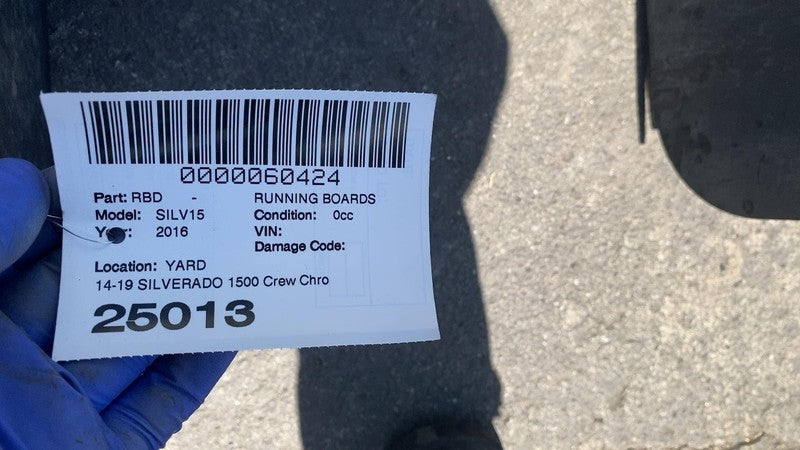 0000060424
Part: RBD - RUNNING BOARDS
Model: SILV15 Condition: 0cc
Year: 2016 VIN:
Damage Code:
Location: YARD
14-19 SILVERADO 1500 Crew Chro
25013